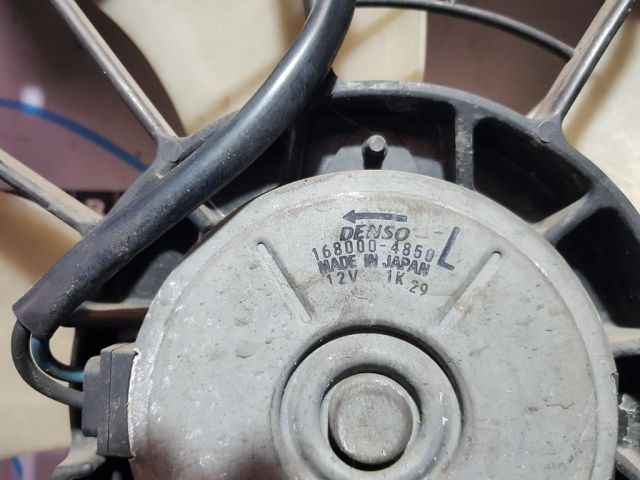 DENSO
168000-4850 L
MADE IN JAPAN
12V 1K 29